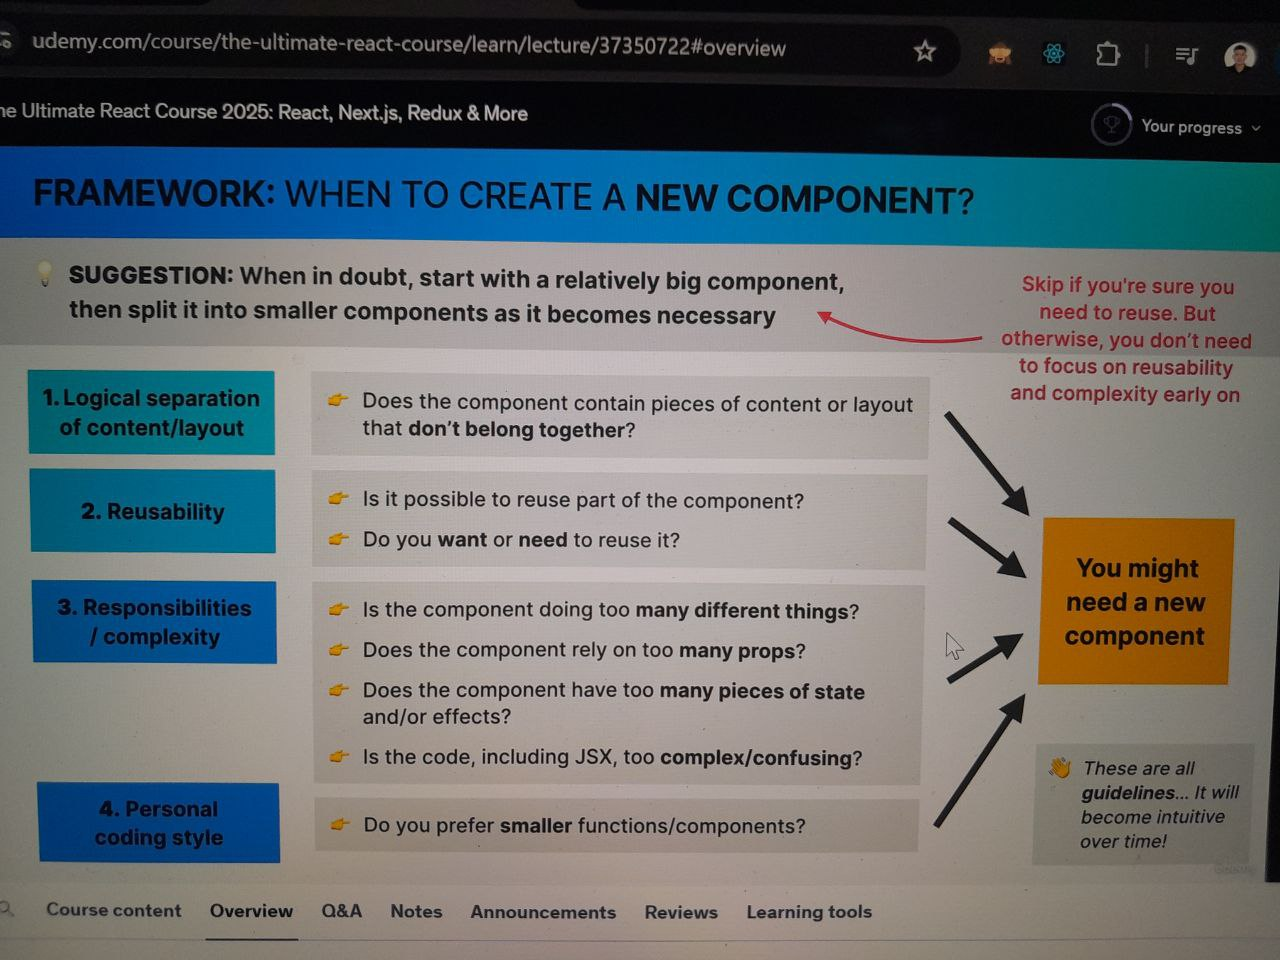 udemy.com/course/the-ultimate-react-course/learn/lecture/37350722#overview
he Ultimate React Course 2025: React, Next.js, Redux & More
Your progress
FRAMEWORK: WHEN TO CREATE A NEW COMPONENT?
SUGGESTION: When in doubt, start with a relatively big component,
then split it into smaller components as it becomes necessary
Skip if you're sure you
need to reuse. But
otherwise, you don't need
to focus on reusability
and complexity early on
1. Logical separation
of content/layout
Does the component contain pieces of content or layout
that don't belong together?
2. Reusability
Is it possible to reuse part of the component?
Do you want or need to reuse it?
3. Responsibilities
/ complexity
Is the component doing too many different things?
Does the component rely on too many props?
Does the component have too many pieces of state
and/or effects?
Is the code, including JSX, too complex/confusing?
4. Personal
coding style
Do you prefer smaller functions/components?
You might
need a new
component
These are all
guidelines... It will
become intuitive
over time!
Course content
Overview
Q&A
Notes
Announcements
Reviews
Learning tools